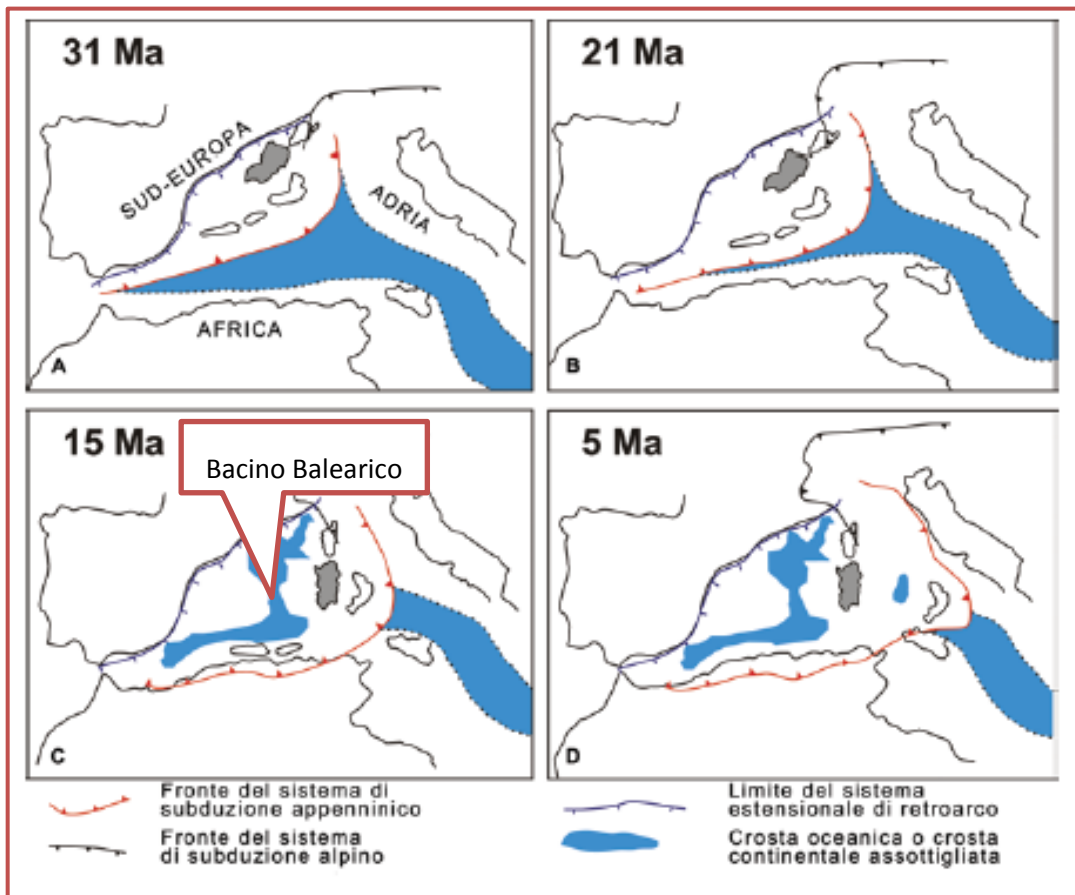 31 Ma
SUD-EUROPA
ADRIA
AFRICA
A
21 Ma
B
15 Ma
Bacino Balearico
C
5 Ma
D
Fronte del sistema di
subduzione appenninico
Fronte del sistema
di subduzione alpino
Limite del sistema
estensionale di retroarco
Crosta oceanica o crosta
continentale assottigliata